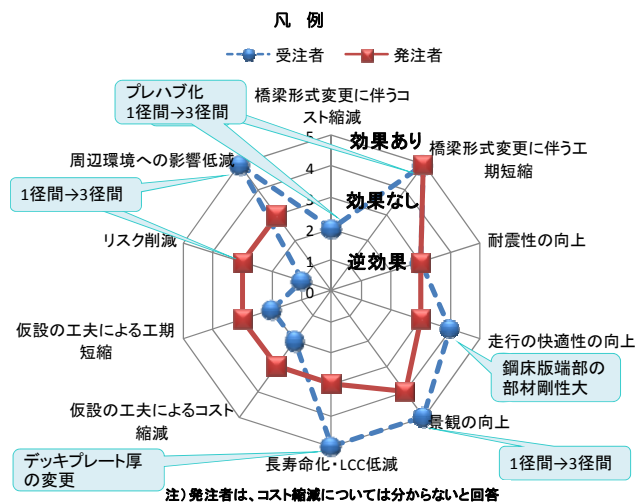 凡 例
受注者
発注者
プレハブ化
1径間→3径間
橋梁形式変更に伴うコ
スト縮減
橋梁形式変更に伴う工
期短縮
周辺環境への影響低減
1径間→3径間
リスク削減
仮設の工夫による工期
短縮
仮設の工夫によるコスト
縮減
デッキプレート厚
の変更
長寿命化・LCC低減
景観の向上
1径間→3径間
走行の快適性の向上
鋼床版端部の
部材剛性大
耐震性の向上
効果あり
効果なし
逆効果
5
4
3
2
1
0
注）発注者は、コスト縮減については分からないと回答